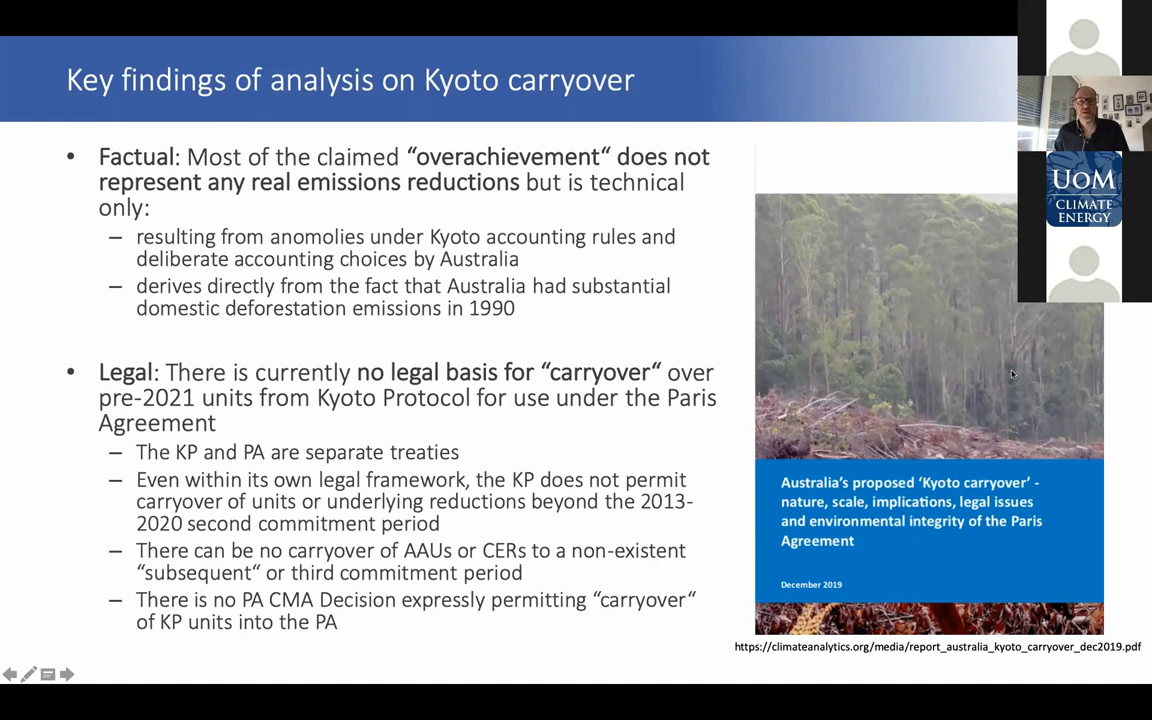 Key findings of analysis on Kyoto carryover
• Factual: Most of the claimed “overachievement“ does not
represent any real emissions reductions but is technical
only:
– resulting from anomolies under Kyoto accounting rules and
deliberate accounting choices by Australia
– derives directly from the fact that Australia had substantial
domestic deforestation emissions in 1990
• Legal: There is currently no legal basis for “carryover“ over
pre-2021 units from Kyoto Protocol for use under the Paris
Agreement
– The KP and PA are separate treaties
– Even within its own legal framework, the KP does not permit
carryover of units or underlying reductions beyond the 2013-
2020 second commitment period
– There can be no carryover of AAUs or CERs to a non-existent
“subsequent“ or third commitment period
– There is no PA CMA Decision expressly permitting “carryover“
of KP units into the PA
UOM
CLIMATE
ENERGY
Australia’s proposed ‘Kyoto carryover’ -
nature, scale, implications, legal issues
and environmental integrity of the Paris
Agreement
December 2019
https://climateanalytics.org/media/report_australia_kyoto_carryover_dec2019.pdf